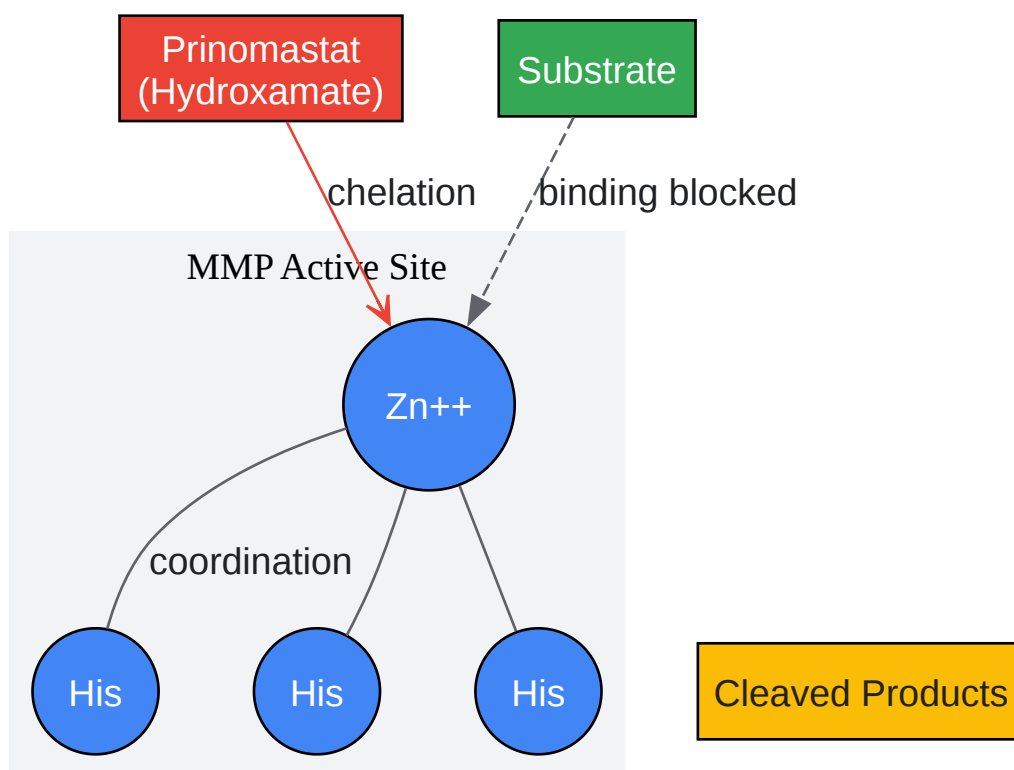 Prinomastat
(Hydroxamate)
Substrate
chelation
binding blocked
MMP Active Site
Zn++
coordination
His
His
His
Cleaved Products